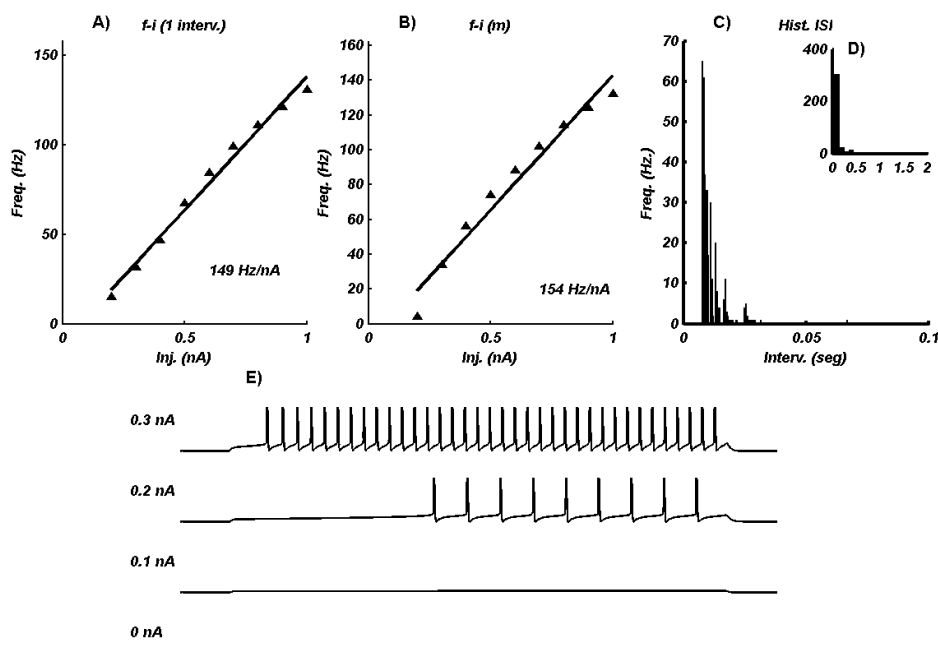 A) f-i (1 interv.)
150
100
50
0
0 0.5 1
Freq. (Hz)
Inj. (nA)
149 Hz/nA
B) f-i (m)
160
140
120
100
80
60
40
20
0
0 0.5 1
Freq. (Hz)
Inj. (nA)
154 Hz/nA
C) Hist. ISI
70
60
50
40
30
20
10
0
0 0.05 0.1
Freq. (Hz.)
Interv. (seg)
D)
400
200
0
0 0.5 1 1.5 2
E)
0.3 nA
0.2 nA
0.1 nA
0 nA